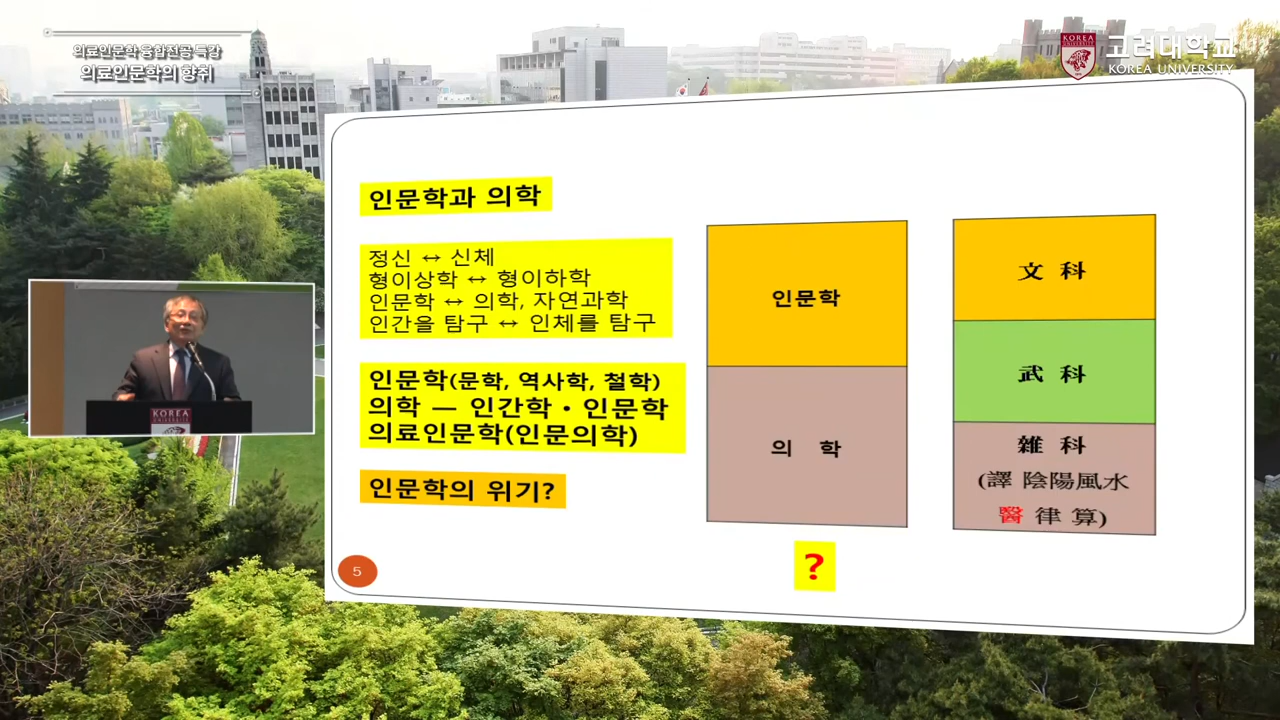 의료인문학 융합전공 특강
의료인문학의 향취
KOREA
UNIVERSITY
고려대학교
KOREA UNIVERSITY
인문학과 의학
정신 ↔ 신체
형이상학 ↔ 형이하학
인문학 ↔ 의학, 자연과학
인간을 탐구 ↔ 인체를 탐구
인문학(문학, 역사학, 철학)
의학 — 인간학 • 인문학
의료인문학(인문의학)
인문학의 위기?
5
인문학
의 학
?
文 科
武 科
雜 科
(譯 陰陽風水
醫 律 算)
KOREA
UNIVERSITY